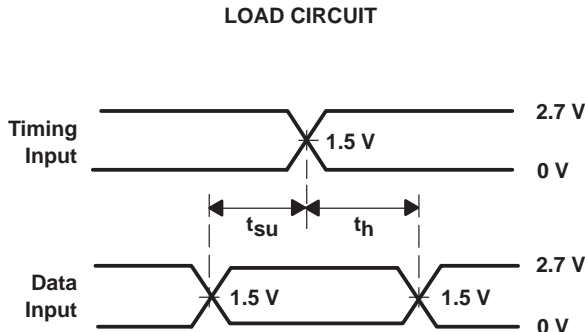 LOAD CIRCUIT
Timing
Input
2.7 V
1.5 V
0 V
tsu
th
Data
Input
2.7 V
1.5 V
1.5 V
0 V